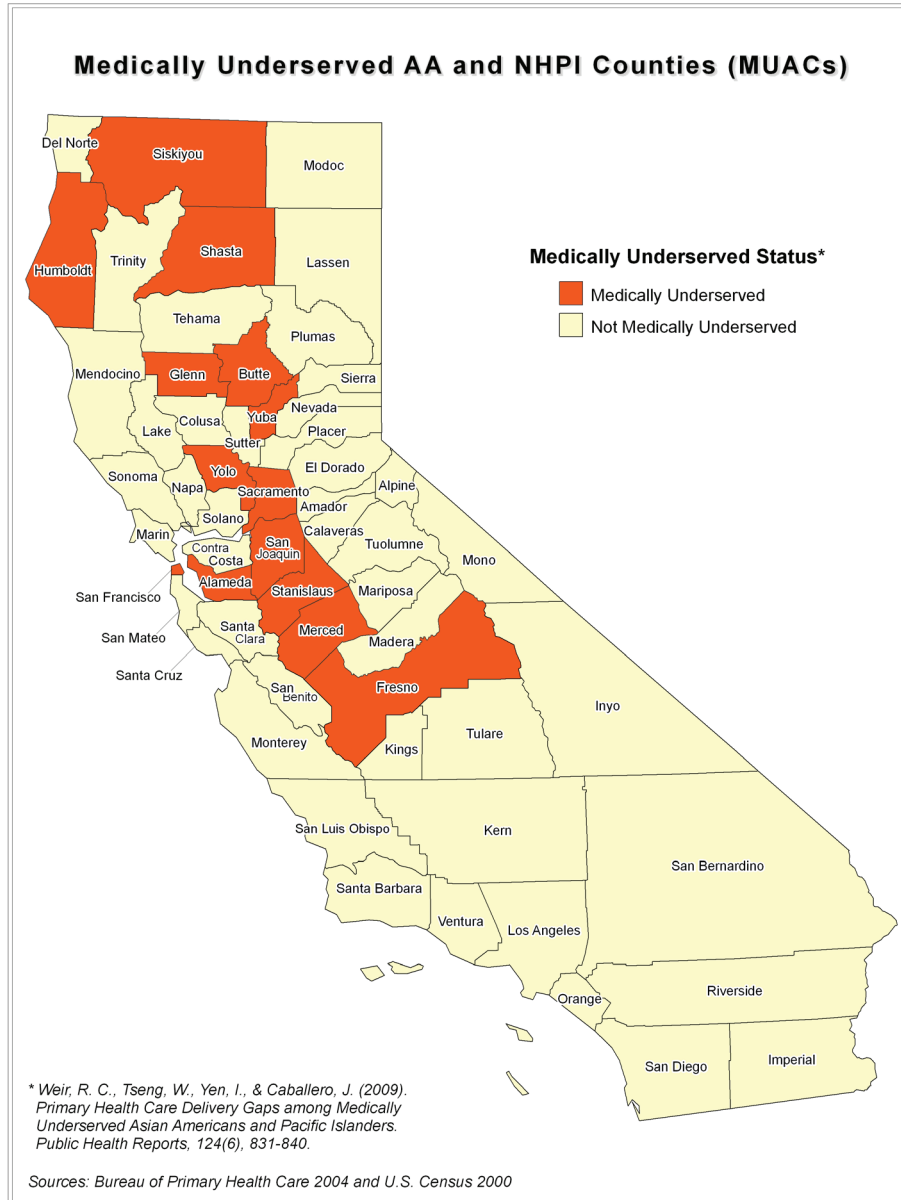 Medically Underserved AA and NHPI Counties (MUACs)
Del Norte
Siskiyou
Modoc
Humboldt
Trinity
Shasta
Lassen
Medically Underserved Status*
Medically Underserved
Not Medically Underserved
Tehama
Plumas
Mendocino
Glenn
Butte
Sierra
Lake
Colusa
Yuba
Nevada
Sutter
Placer
Sonoma
Napa
Yolo
El Dorado
Sacramento
Alpine
Solano
Amador
Marin
Contra
Costa
San
Joaquin
Calaveras
Tuolumne
Mono
San Francisco
Alameda
Stanislaus
Mariposa
San Mateo
Santa
Clara
Merced
Madera
Santa Cruz
San
Benito
Fresno
Inyo
Monterey
Kings
Tulare
San Luis Obispo
Kern
San Bernardino
Santa Barbara
Ventura
Los Angeles
Orange
Riverside
San Diego
Imperial
* Weir, R. C., Tseng, W., Yen, I., & Caballero, J. (2009).
Primary Health Care Delivery Gaps among Medically
Underserved Asian Americans and Pacific Islanders.
Public Health Reports, 124(6), 831-840.
Sources: Bureau of Primary Health Care 2004 and U.S. Census 2000